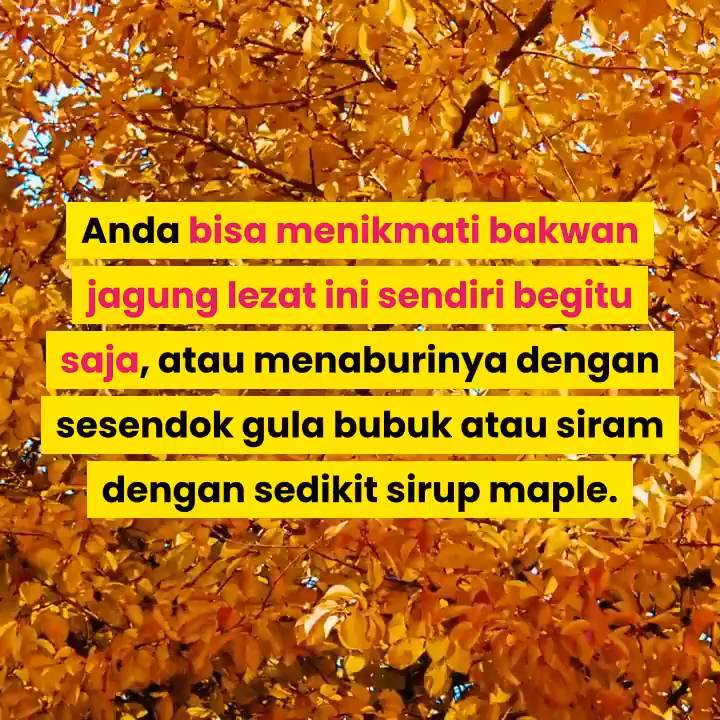 Anda bisa menikmati bakwan
jagung lezat ini sendiri begitu
saja, atau menaburinya dengan
sesendok gula bubuk atau siram
dengan sedikit sirup maple.